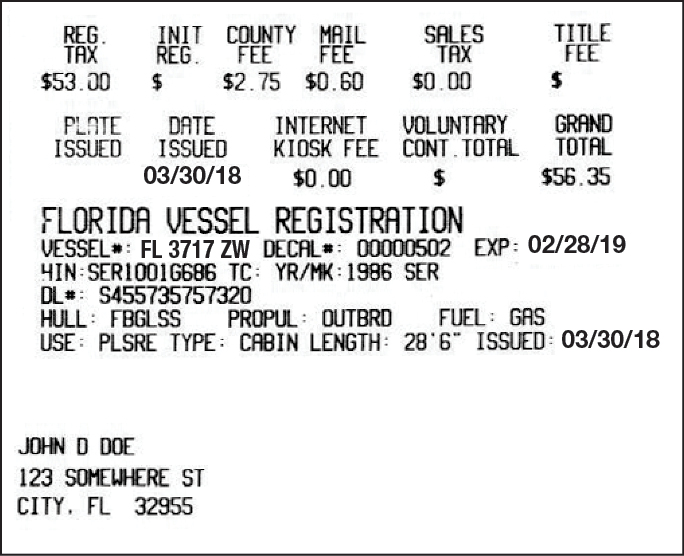 REG. TAX INIT REG. COUNTY FEE MAIL FEE SALES TAX TITLE FEE
$53.00 $ $2.75 $0.60 $0.00 $
PLATE ISSUED DATE ISSUED INTERNET KIOSK FEE VOLUNTARY CONT.TOTAL GRAND TOTAL
03/30/18 $0.00 $ $56.35
FLORIDA VESSEL REGISTRATION
VESSEL#: FL 3717 ZW DECAL#: 00000502 EXP: 02/28/19
HIN:SER10016G686 TC: YR/MK:1986 SER
DL#: S455735757320
HULL: FBGLSS PROPUL: OUTBRD FUEL: GAS
USE: PLSRE TYPE: CABIN LENGTH: 28'6" ISSUED: 03/30/18
JOHN D DOE
123 SOMEWHERE ST
CITY, FL 32955